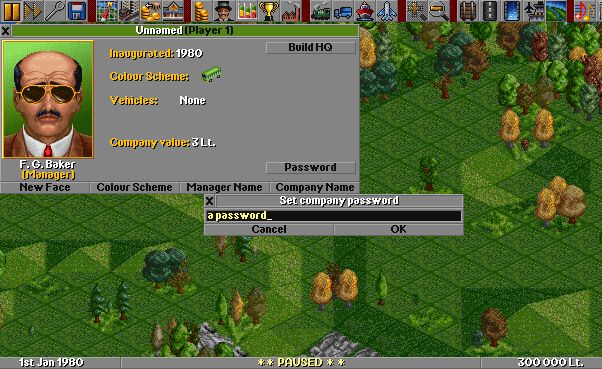 X Unnamed (Player 1)
Inaugurated: 1980
Build HQ
Colour Scheme:
Vehicles: None
Company value: 3 Lt.
F. G. Baker
(Manager)
Password
New Face Colour Scheme Manager Name Company Name
X Set company password
a password_
Cancel OK
1st Jan 1980 * * PAUSED * * 300 000 Lt.